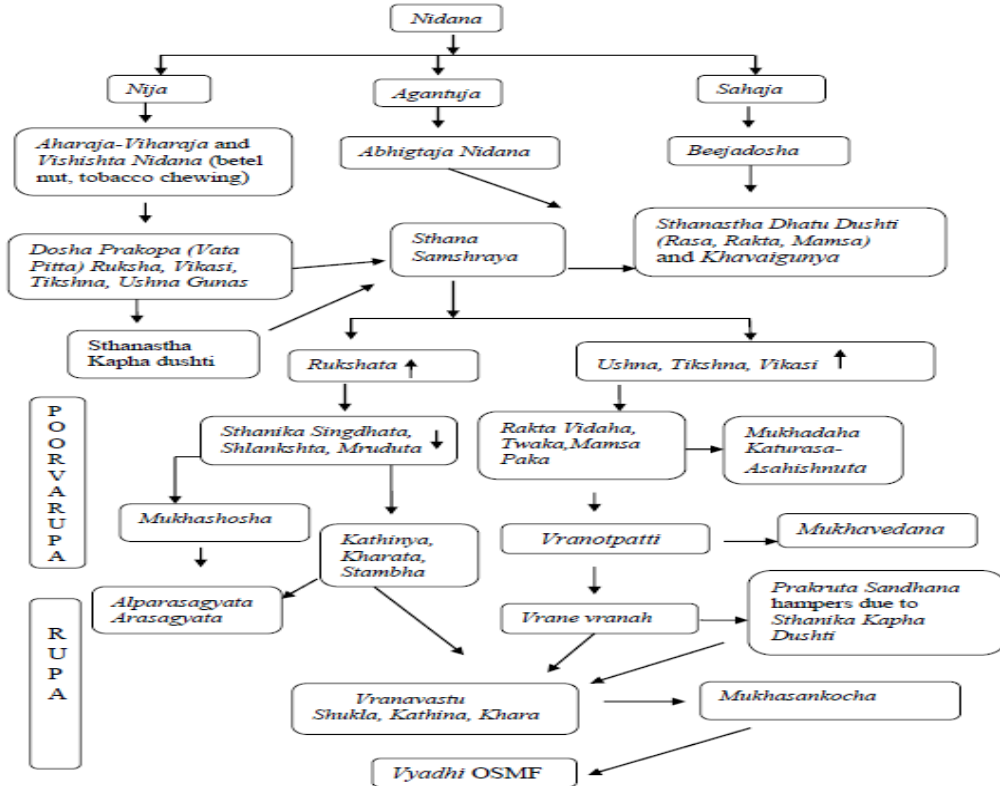 Nidana
Nija
Agantuja
Sahaja
Aharaja-Viharaja and
Vishishta Nidana (betel
nut, tobacco chewing)
Abhigtaja Nidana
Beejadosha
Dosha Prakopa (Vata
Pitta) Ruksha, Vikasi,
Tikshna, Ushna Gunas
Sthana
Samshraya
Sthanastha Dhatu Dushti
(Rasa, Rakta, Mamsa)
and Khavaigunya
Sthanastha
Kapha dushti
Rukshata
Ushna, Tikshna, Vikasi
POORVARUPA
Sthanika Singdhata,
Shlankshta, Mruduta
Rakta Vidaha,
Twaka,Mamsa
Paka
Mukhadaha
Katurasa-
Asahishnuta
Mukhashosha
Kathinya,
Kharata,
Stambha
Vranotpatti
Mukhavedana
RUPA
Alparasagyata
Arasagyata
Vrane vranah
Prakruta Sandhana
hampers due to
Sthanika Kapha
Dushti
Vranavastu
Shukla, Kathina, Khara
Mukhasankocha
Vyadhi OSMF